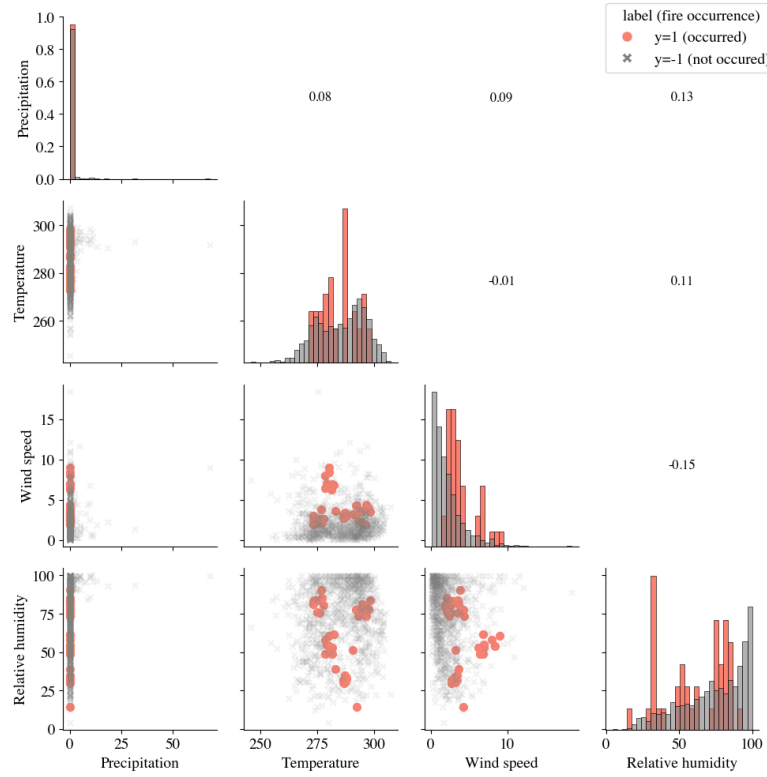 label (fire occurrence)
y=1 (occurred)
y=-1 (not occured)
1.0
0.8
0.6
0.4
0.2
0.0
Precipitation
0 25 50
0.08
0.09
0.13
300
280
260
Temperature
-0.01
0.11
15
10
5
0
Wind speed
-0.15
100
75
50
25
0
Relative humidity
0 25 50
Precipitation
250 275 300
Temperature
0 10
Wind speed
0 50 100
Relative humidity